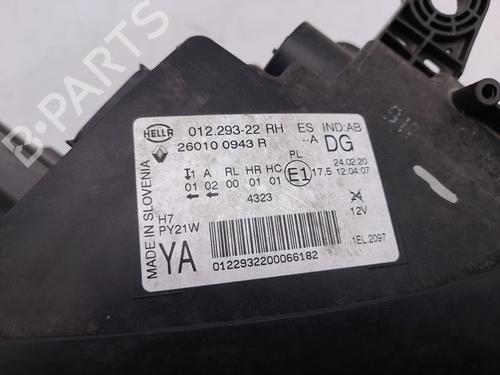 HELLA 012.293-22 RH ES IND:AB
26010 0943 R --A DG
PL 24.02.20
1 A RL HR HC E1 17,5 12:04:07
01 02 00 01 01
4323 24
H7 12V
PY21W
MADE IN SLOVENIA
YA 0122932200066182 1EL.2097
B-PARTS